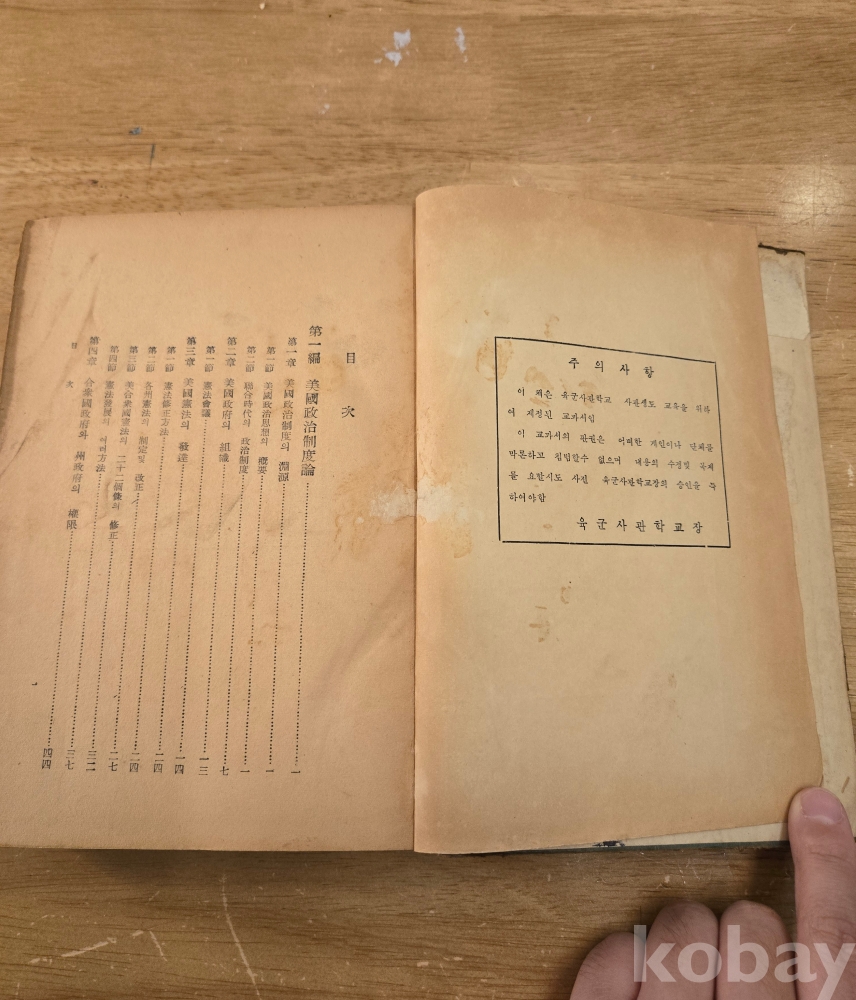 주의사항
이 책은 육군사관학교 사관생도 교육을 위하
여 제정된 교과서임
이 교과서의 판권은 어떠한 개인이나 단체를
막론하고 침범할수 없으며 내용의 수정및 복제
를 요할시도 사전 육군사관학교장의 승인을 득
하여야함
육군사관학교장
目次
第一編 美國政治制度論 一
第一章 美國政治制度의 淵源 一
第一節 美國政治思想의 槪要 一
第二節 聯合時代의 政治制度 七
第二章 美國政府의 組織 一三
第一節 憲法會議 一四
第三章 美國憲法의 發達 二四
第一節 憲法修正方法 二四
第二節 各州憲法의 制定및 改正 二七
第三節 美合衆國憲法의 二十二個條의 修正 三二
第四節 憲法發展의 여러方法 三七
第四章 合衆國政府와 州政府의 權限 四四
目次
kobay